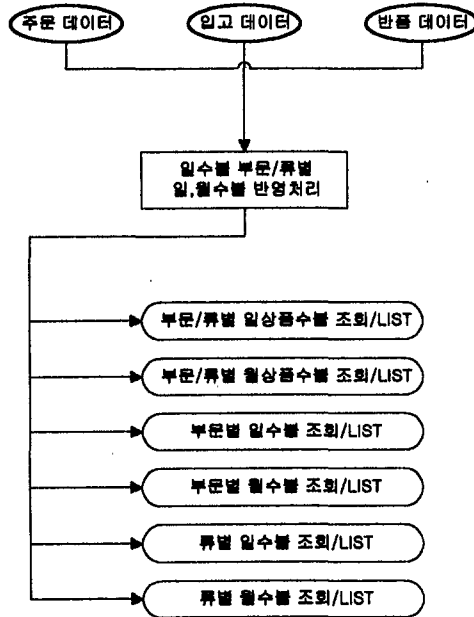 주문 데이터
입고 데이터
반품 데이터
일수불 부문/류별
일,월수불 반영처리
부문/류별 일상품수불 조회/LIST
부문/류별 월상품수불 조회/LIST
부문별 일수불 조회/LIST
부문별 월수불 조회/LIST
류별 일수불 조회/LIST
류별 월수불 조회/LIST